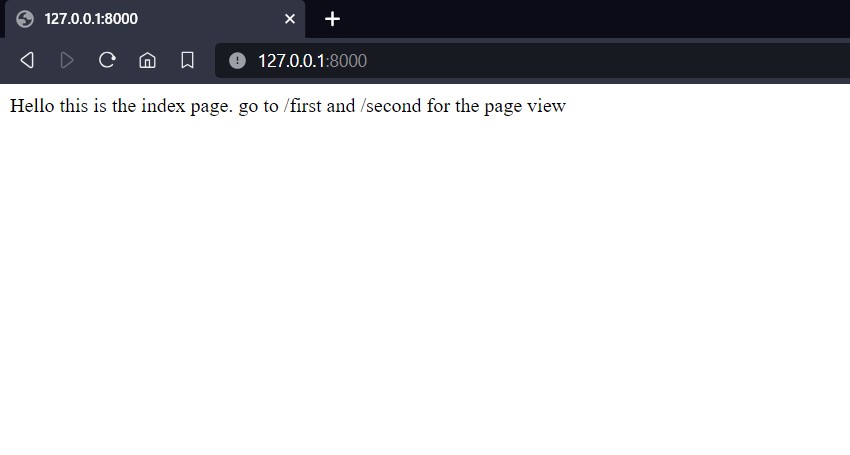 127.0.0.1:8000
127.0.0.1:8000
Hello this is the index page. go to /first and /second for the page view